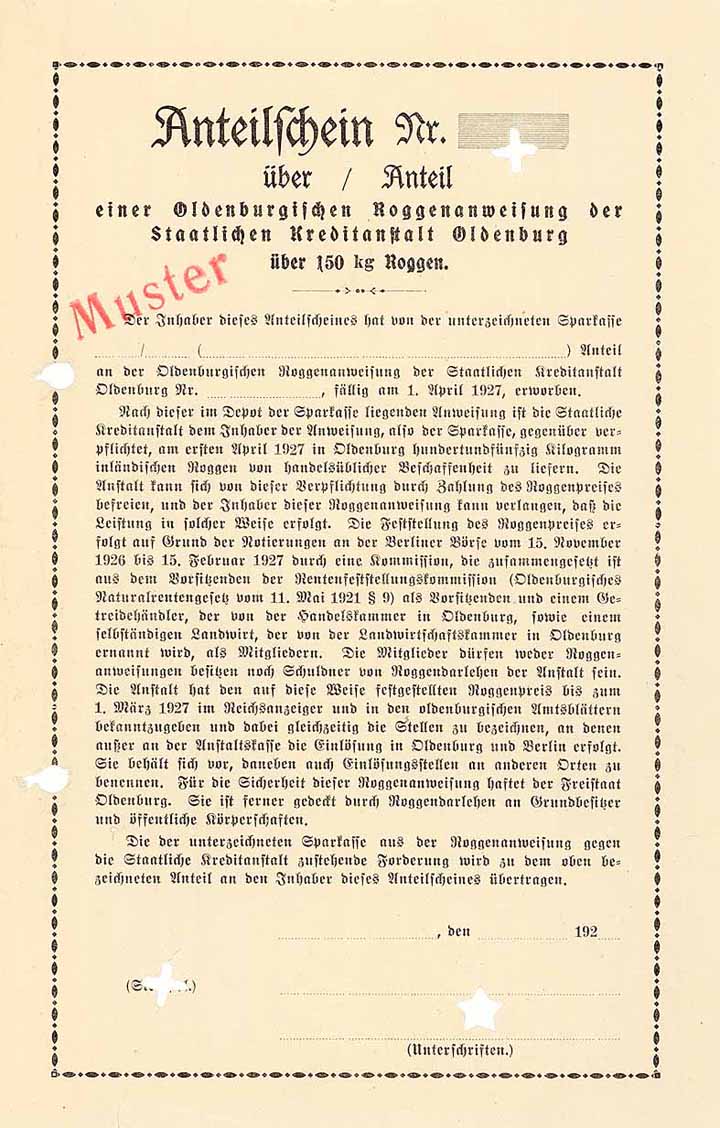 Anteilschein Nr.
über / Anteil
einer Oldenburgischen Roggenanweisung der
Staatlichen Kreditanstalt Oldenburg
über 150 kg Roggen.
Muster
Der Inhaber dieses Anteilscheines hat von der unterzeichneten Sparkasse
/ ( ) Anteil
an der Oldenburgischen Roggenanweisung der Staatlichen Kreditanstalt
Oldenburg Nr. , fällig am 1. April 1927, erworben.
Nach dieser im Depot der Sparkasse liegenden Anweisung ist die Staatliche
Kreditanstalt dem Inhaber der Anweisung, also der Sparkasse, gegenüber ver-
pflichtet, am ersten April 1927 in Oldenburg hundertundfünfzig Kilogramm
inländischen Roggen von handelsüblicher Beschaffenheit zu liefern. Die
Anstalt kann sich von dieser Verpflichtung durch Zahlung des Roggenpreises
befreien, und der Inhaber dieser Roggenanweisung kann verlangen, daß die
Leistung in solcher Weise erfolgt. Die Feststellung des Roggenpreises er-
folgt auf Grund der Notierungen an der Berliner Börse vom 15. November
1926 bis 15. Februar 1927 durch eine Kommission, die zusammengesetzt ist
aus dem Vorsitzenden der Rentenfeststellungskommission (Oldenburgisches
Naturalrentengesetz vom 11. Mai 1921 § 9) als Vorsitzenden und einem Ge-
treidehändler, der von der Handelskammer in Oldenburg, sowie einem
selbständigen Landwirt, der von der Landwirtschaftskammer in Oldenburg
ernannt wird, als Mitgliedern. Die Mitglieder dürfen weder Roggen-
anweisungen besitzen noch Schuldner von Roggendarlehen der Anstalt sein.
Die Anstalt hat den auf diese Weise festgestellten Roggenpreis bis zum
1. März 1927 im Reichsanzeiger und in den oldenburgischen Amtsblättern
bekanntzugeben und dabei gleichzeitig die Stellen zu bezeichnen, an denen
außer an der Anstaltskasse die Einlösung in Oldenburg und Berlin erfolgt.
Sie behält sich vor, daneben auch Einlösungsstellen an anderen Orten zu
benennen. Für die Sicherheit dieser Roggenanweisung haftet der Freistaat
Oldenburg. Sie ist ferner gedeckt durch Roggendarlehen an Grundbesitzer
und öffentliche Körperschaften.
Die der unterzeichneten Sparkasse aus der Roggenanweisung gegen
die Staatliche Kreditanstalt zustehende Forderung wird zu dem oben be-
zeichneten Anteil an den Inhaber dieses Anteilscheines übertragen.
, den 192
(Unterschriften.)